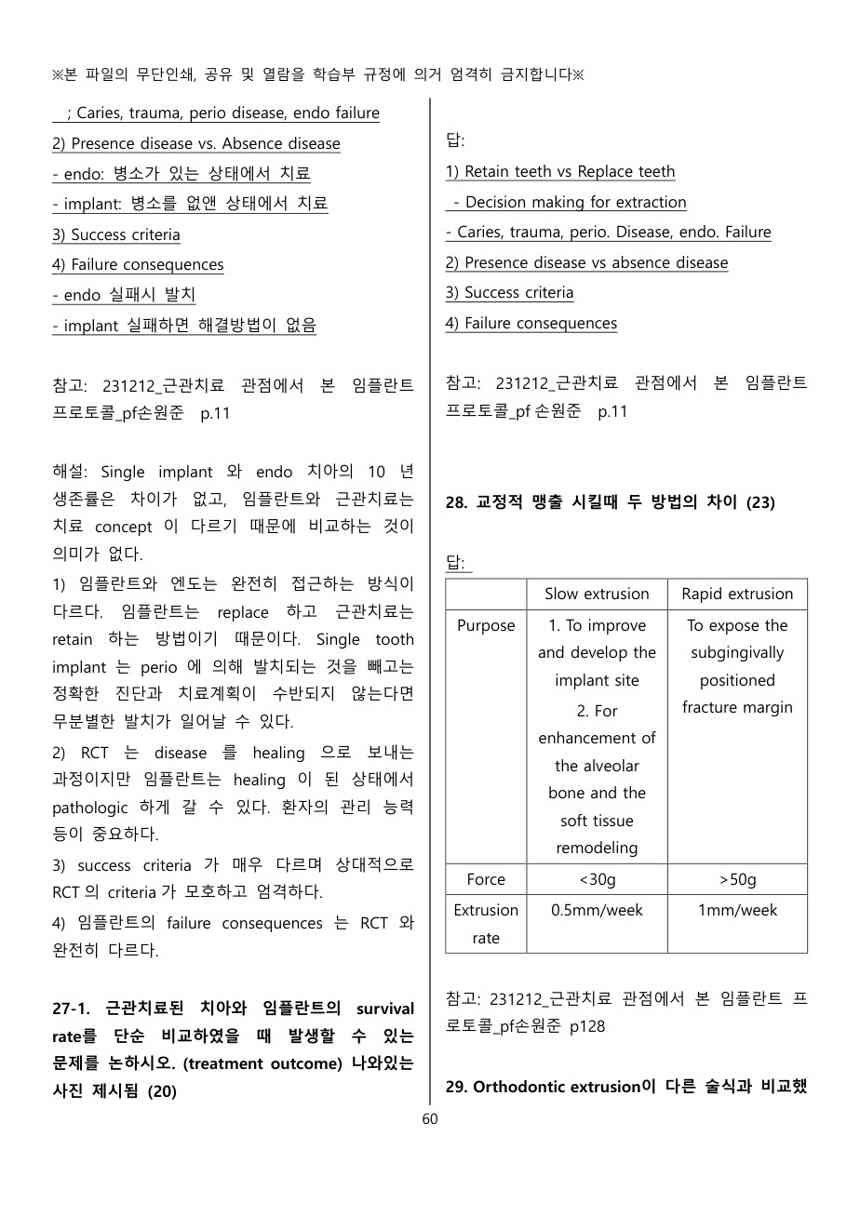 ※본 파일의 무단인쇄, 공유 및 열람을 학습부 규정에 의거 엄격히 금지합니다※
; Caries, trauma, perio disease, endo failure
2) Presence disease vs. Absence disease
- endo: 병소가 있는 상태에서 치료
- implant: 병소를 없앤 상태에서 치료
3) Success criteria
4) Failure consequences
- endo 실패시 발치
- implant 실패하면 해결방법이 없음
참고: 231212_근관치료 관점에서 본 임플란트
프로토콜_pf손원준 p.11
해설: Single implant 와 endo 치아의 10 년
생존률은 차이가 없고, 임플란트와 근관치료는
치료 concept 이 다르기 때문에 비교하는 것이
의미가 없다.
1) 임플란트와 엔도는 완전히 접근하는 방식이
다르다. 임플란트는 replace 하고 근관치료는
retain 하는 방법이기 때문이다. Single tooth
implant 는 perio 에 의해 발치되는 것을 빼고는
정확한 진단과 치료계획이 수반되지 않는다면
무분별한 발치가 일어날 수 있다.
2) RCT 는 disease 를 healing 으로 보내는
과정이지만 임플란트는 healing 이 된 상태에서
pathologic 하게 갈 수 있다. 환자의 관리 능력
등이 중요하다.
3) success criteria 가 매우 다르며 상대적으로
RCT 의 criteria 가 모호하고 엄격하다.
4) 임플란트의 failure consequences 는 RCT 와
완전히 다르다.
27-1. 근관치료된 치아와 임플란트의 survival
rate를 단순 비교하였을 때 발생할 수 있는
문제를 논하시오. (treatment outcome) 나와있는
사진 제시됨 (20)
답:
1) Retain teeth vs Replace teeth
- Decision making for extraction
- Caries, trauma, perio. Disease, endo. Failure
2) Presence disease vs absence disease
3) Success criteria
4) Failure consequences
참고: 231212_근관치료 관점에서 본 임플란트
프로토콜_pf 손원준 p.11
28. 교정적 맹출 시킬때 두 방법의 차이 (23)
답:
Slow extrusion Rapid extrusion
Purpose 1. To improve To expose the
and develop the subgingivally
implant site positioned
2. For fracture margin
enhancement of
the alveolar
bone and the
soft tissue
remodeling
Force <30g >50g
Extrusion 0.5mm/week 1mm/week
rate
참고: 231212_근관치료 관점에서 본 임플란트 프
로토콜_pf손원준 p128
29. Orthodontic extrusion이 다른 술식과 비교했
60